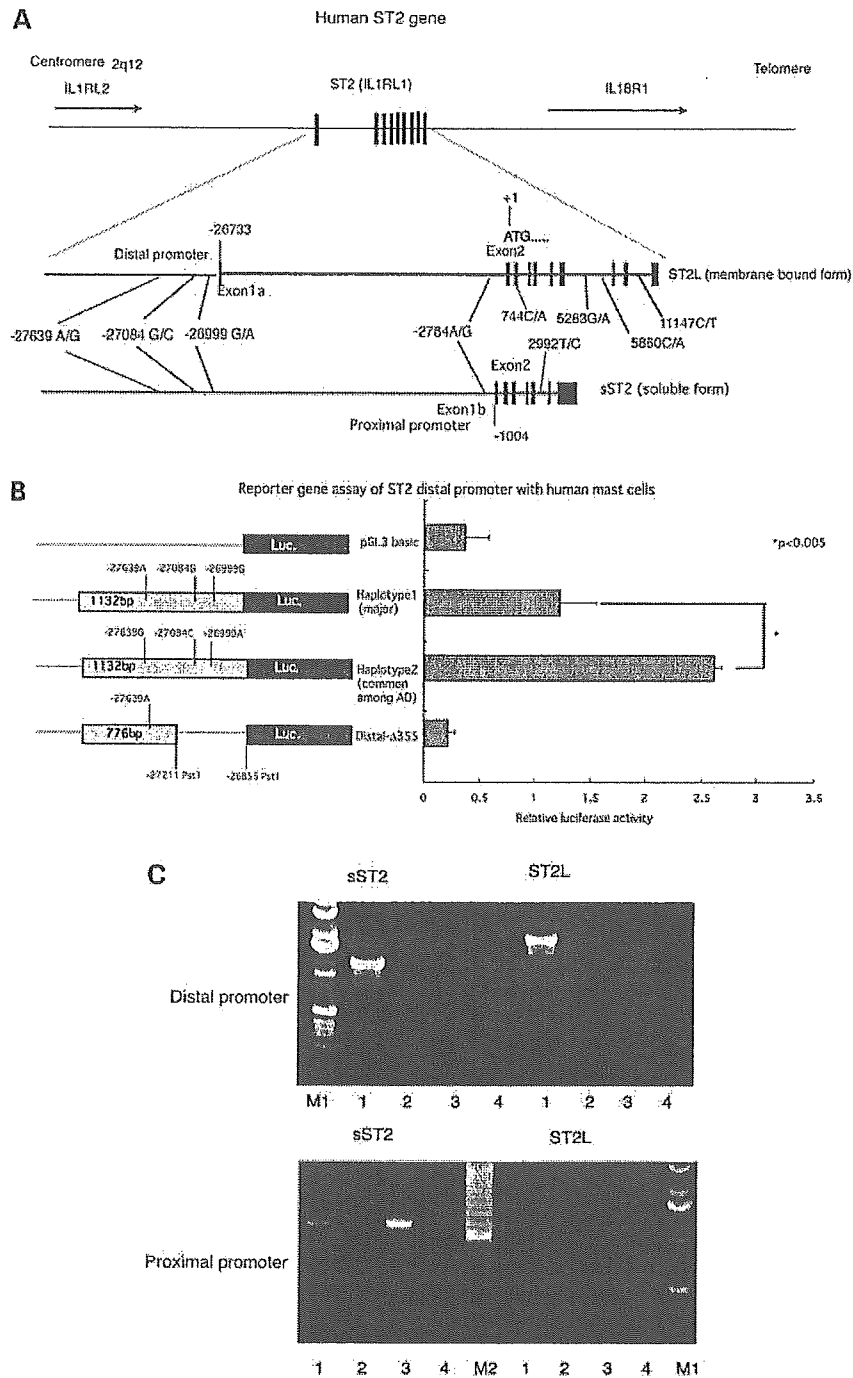 A
Human ST2 gene
Centromere 2q12
Telomere
IL1RL2
ST2 (IL1RL1)
IL18R1
+1
-26733
ATG.....
Distal promoter
Exon2
Exon1a
ST2L (membrane bound form)
-27639 A/G
-27084 G/C
-26999 G/A
-2764A/G
744C/A
5283G/A
11147C/T
5860C/A
2992T/C
Exon2
sST2 (soluble form)
Exon1b
Proximal promoter
-1004
B
Reporter gene assay of ST2 distal promoter with human mast cells
Luc.
pGL3 basic
*p<0.005
-27639A
-27084G
-26999G
1132bp
Luc.
Haplotype1
(major)
-27639G
-27084C
-26999A
*
1132bp
Luc.
Haplotype2
(common
among AD)
-27639A
776bp
Luc.
Distal-Δ355
-27211 PstI
-26855 PstI
0
0.5
1
1.5
2
2.5
3
3.5
Relative luciferase activity
C
sST2
ST2L
Distal promoter
M1 1 2 3 4 1 2 3 4
sST2
ST2L
Proximal promoter
1 2 3 4 M2 1 2 3 4 M1